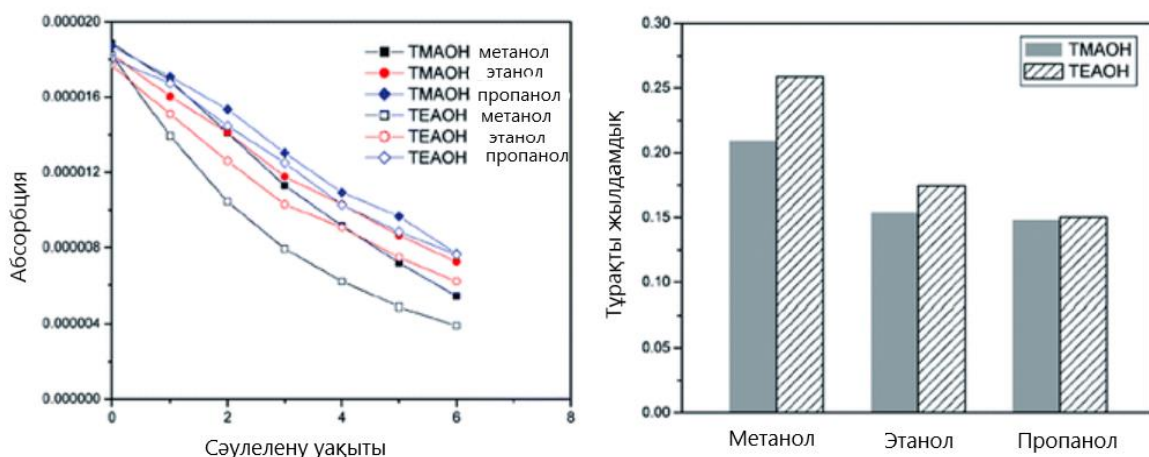 0.000020
0.000016
0.000012
0.000008
0.000004
0.000000
Абсорбция
0
2
4
6
8
Сәулелену уақыты
TMAOH метанол
TMAOH этанол
TMAOH пропанол
TEAOH метанол
TEAOH этанол
TEAOH пропанол
0.30
0.25
0.20
0.15
0.10
0.05
0.00
Тұрақты жылдамдық
TMAOH
TEAOH
Метанол
Этанол
Пропанол